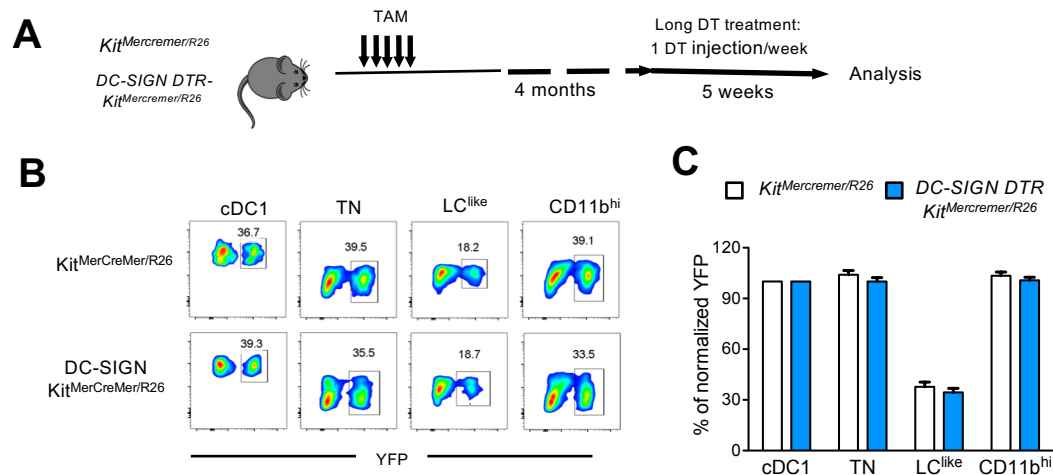 A
Kit^Mercremer/R26
DC-SIGN DTR-
Kit^Mercremer/R26
TAM
4 months
Long DT treatment:
1 DT injection/week
5 weeks
Analysis
B
cDC1
TN
LC^like
CD11b^hi
Kit^MerCreMer/R26
36.7
39.5
18.2
39.1
DC-SIGN
Kit^MerCreMer/R26
39.3
35.5
18.7
33.5
YFP
C
Kit^Mercremer/R26
DC-SIGN DTR
Kit^Mercremer/R26
% of normalized YFP
120
90
60
30
0
cDC1
TN
LC^like
CD11b^hi